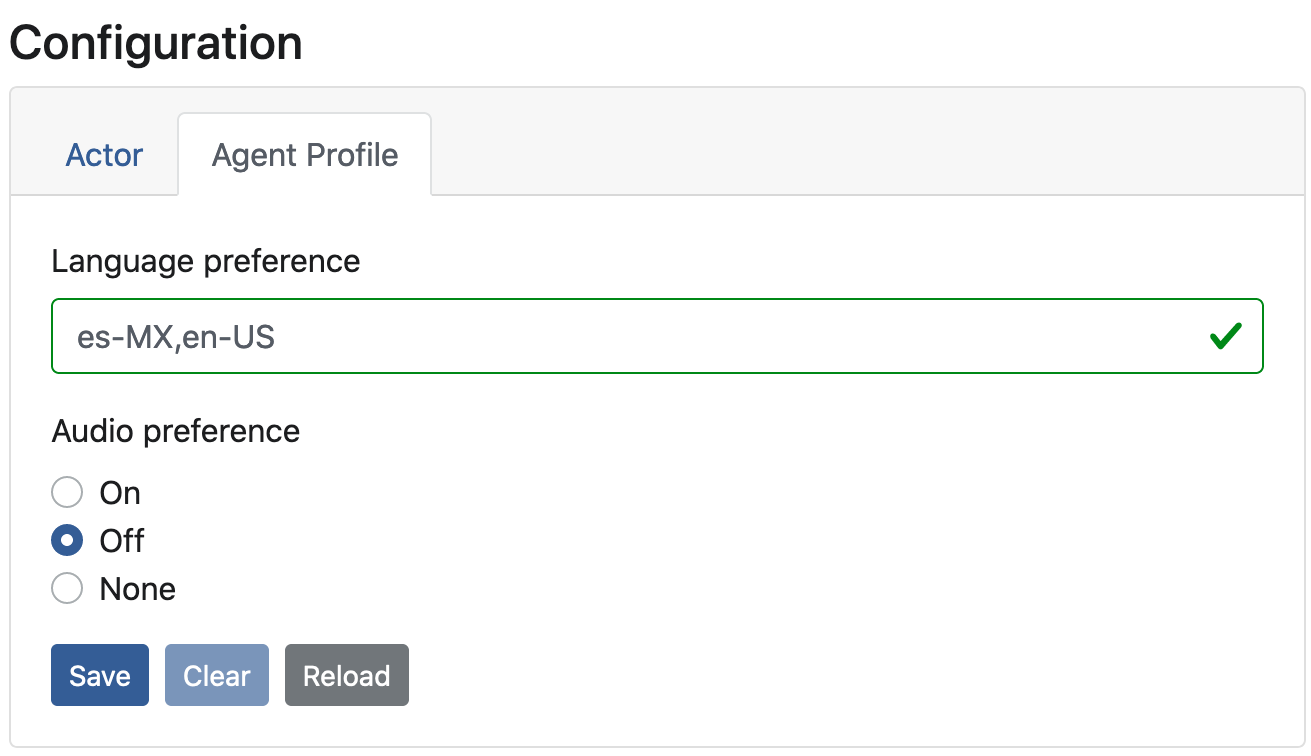 Configuration
Actor Agent Profile
Language preference
es-MX,en-US
Audio preference
On
Off
None
Save Clear Reload